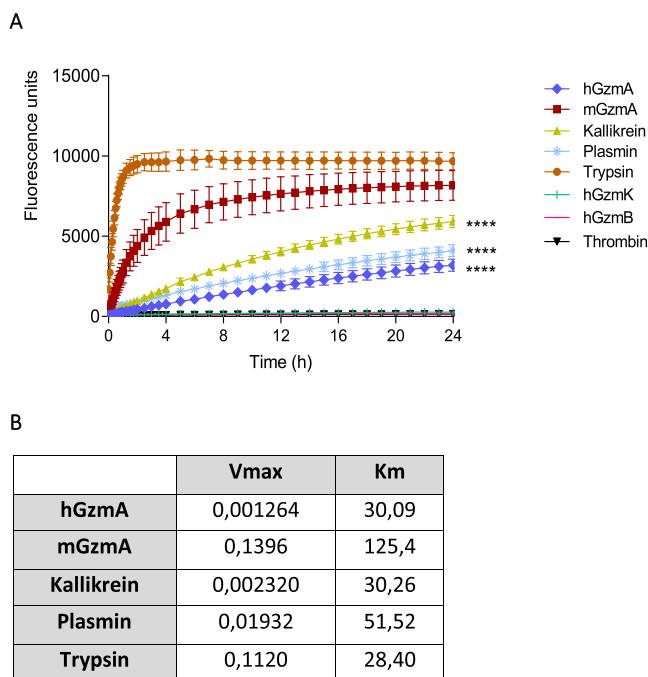 A
Fluorescence units
15000
10000
5000
0
0 4 8 12 16 20 24
Time (h)
****
****
****
hGzmA
mGzmA
Kallikrein
Plasmin
Trypsin
hGzmK
hGzmB
Thrombin
B
Vmax Km
hGzmA 0,001264 30,09
mGzmA 0,1396 125,4
Kallikrein 0,002320 30,26
Plasmin 0,01932 51,52
Trypsin 0,1120 28,40